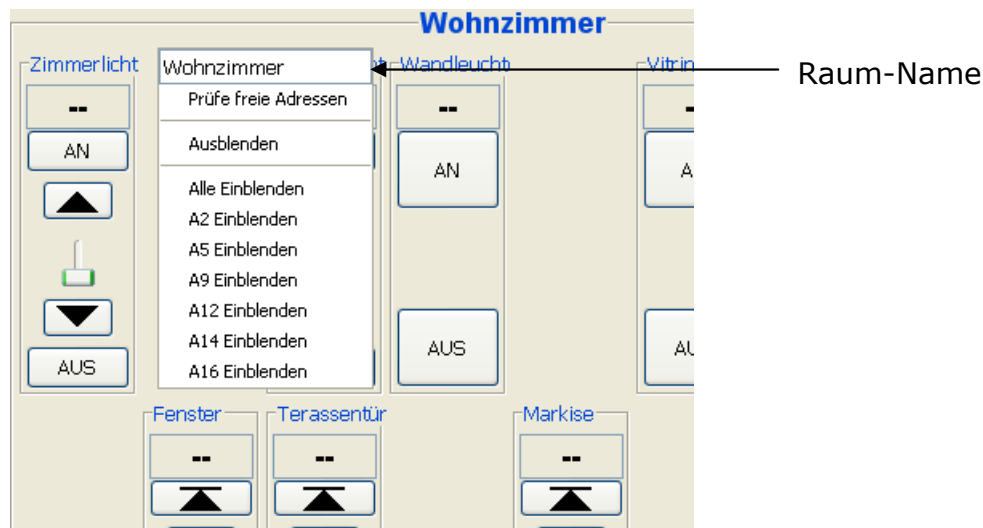 Wohnzimmer
Zimmerlicht
Wohnzimmer
Wandleucht
Raum-Name
--
Prüfe freie Adressen
--
AN
Ausblenden
AN
Alle Einblenden
A2 Einblenden
A5 Einblenden
A9 Einblenden
A12 Einblenden
A14 Einblenden
A16 Einblenden
AUS
AUS
Fenster
Terassentür
Markise
--
--
--